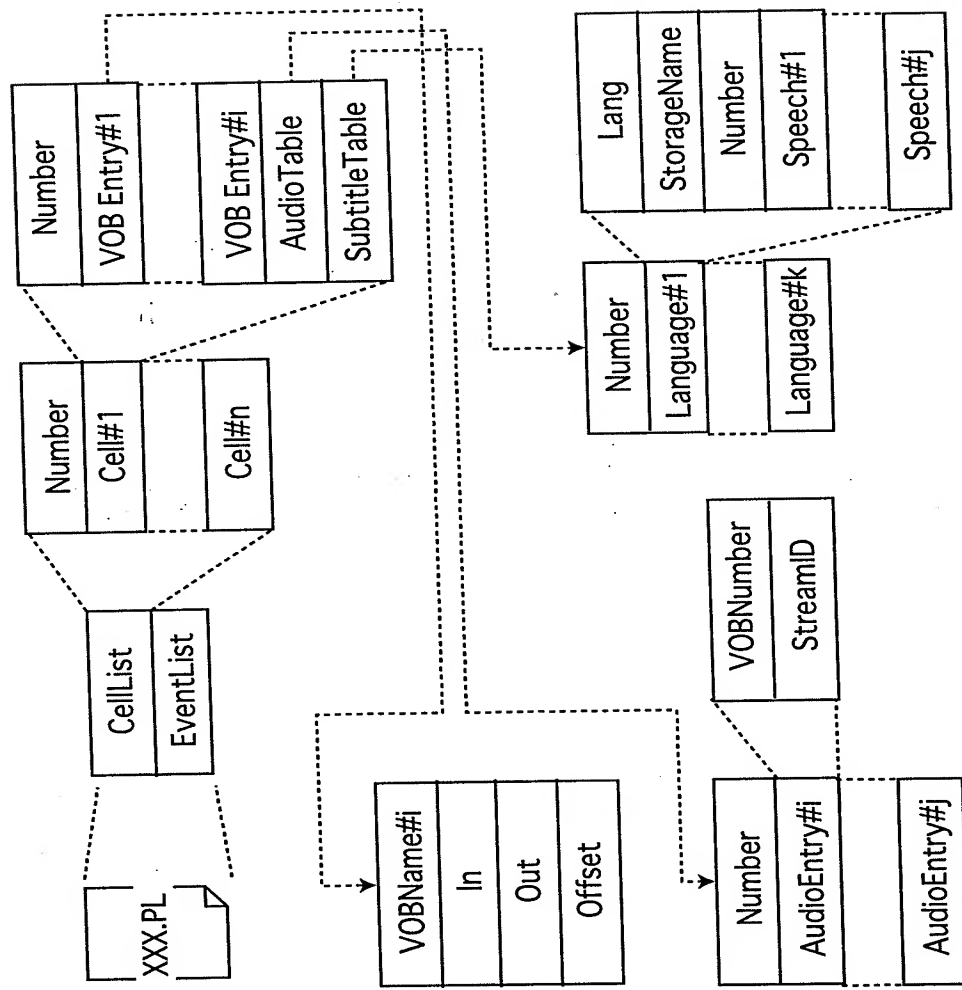 XXX.PL
CellList
EventList
Number
Cell#1
Cell#n
Number
VOB Entry#1
VOB Entry#i
AudioTable
SubtitleTable
VOBName#i
In
Out
Offset
Number
AudioEntry#i
AudioEntry#j
VOBNumber
StreamID
Number
Language#1
Language#k
Lang
StorageName
Number
Speech#1
Speech#j